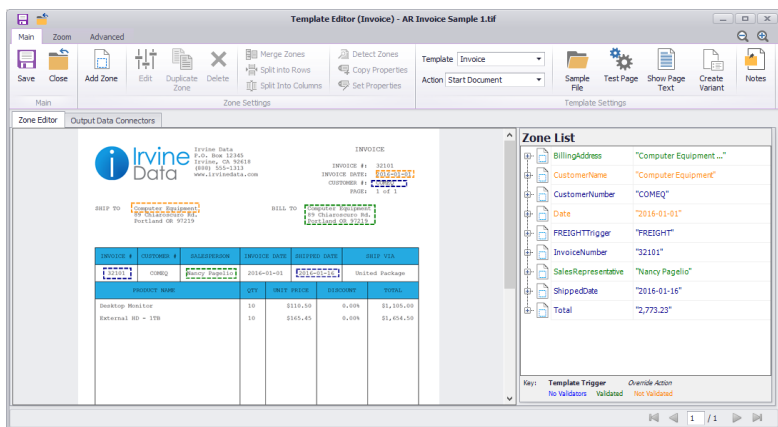 Template Editor (Invoice) - AR Invoice Sample 1.tif
Main Zoom Advanced
Save Close Add Zone Edit Duplicate Zone Delete
Merge Zones
Split into Rows
Split Into Columns
Detect Zones
Copy Properties
Set Properties
Template Invoice
Action Start Document
Sample File Test Page Show Page Text Create Variant Notes
Main Zone Settings Template Settings
Zone Editor Output Data Connectors
Irvine Data
Irvine Data
P.O. Box 12345
Irvine, CA 92618
(888) 555-1313
www.irvinedata.com
INVOICE
INVOICE #: 32101
INVOICE DATE: 2016-01-01
CUSTOMER #: COMEQ
PAGE: 1 of 1
SHIP TO Computer Equipment
89 Chiaroscuro Rd.
Portland OR 97219
BILL TO Computer Equipment
89 Chiaroscuro Rd.
Portland OR 97219
INVOICE # CUSTOMER # SALESPERSON INVOICE DATE SHIPPED DATE SHIP VIA
32101 COMEQ Nancy Pagelio 2016-01-01 2016-01-16 United Package
PRODUCT NAME QTY UNIT PRICE DISCOUNT TOTAL
Desktop Monitor 10 $110.50 0.00% $1,105.00
External HD - 1TB 10 $165.45 0.00% $1,654.50
Zone List
BillingAddress "Computer Equipment ..."
CustomerName "Computer Equipment"
CustomerNumber "COMEQ"
Date "2016-01-01"
FREIGHTTrigger "FREIGHT"
InvoiceNumber "32101"
SalesRepresentative "Nancy Pagelio"
ShippedDate "2016-01-16"
Total "2,773.23"
Key: Template Trigger Override Action
No Validators Validated Not Validated
1 / 1